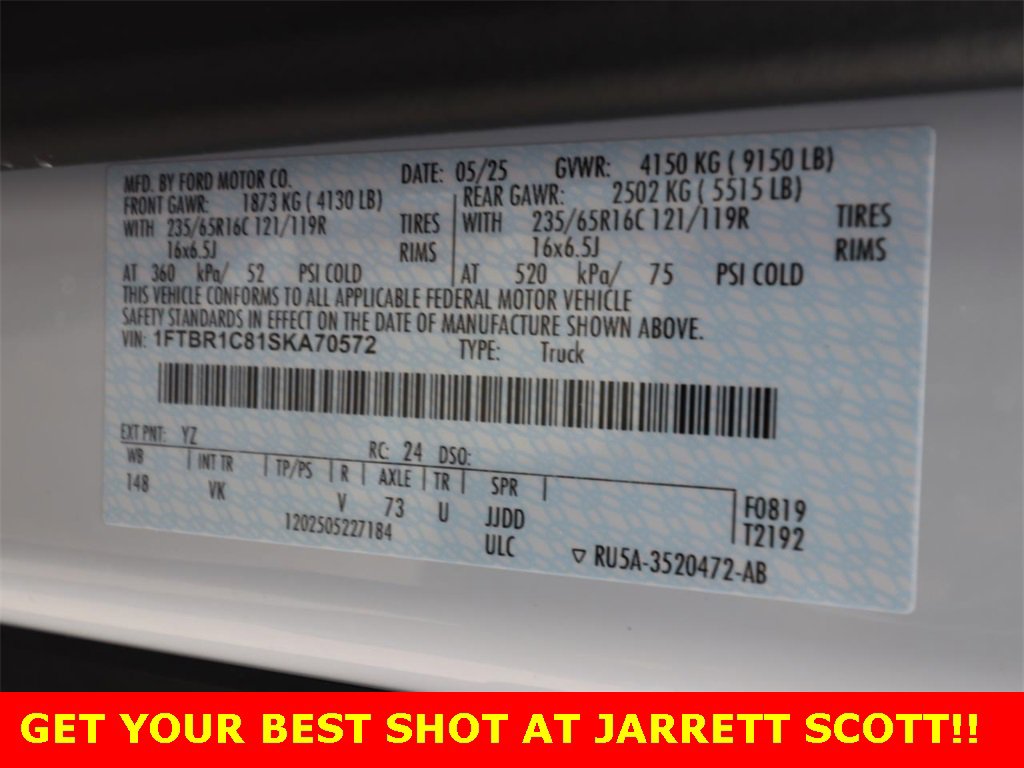 MFD. BY FORD MOTOR CO. DATE: 05/25 GVWR: 4150 KG ( 9150 LB)
FRONT GAWR: 1873 KG ( 4130 LB) REAR GAWR: 2502 KG ( 5515 LB)
WITH 235/65R16C 121/119R TIRES WITH 235/65R16C 121/119R TIRES
16x6.5J RIMS 16x6.5J RIMS
AT 360 kPa/ 52 PSI COLD AT 520 kPa/ 75 PSI COLD
THIS VEHICLE CONFORMS TO ALL APPLICABLE FEDERAL MOTOR VEHICLE
SAFETY STANDARDS IN EFFECT ON THE DATE OF MANUFACTURE SHOWN ABOVE.
VIN: 1FTBR1C81SKA70572 TYPE: Truck
EXT PNT: YZ RC: 24 DSO:
WB INT TR TP/PS R AXLE TR SPR F0819
148 VK V 73 U JJDD T2192
1202505227184 ULC RU5A-3520472-AB
GET YOUR BEST SHOT AT JARRETT SCOTT!!